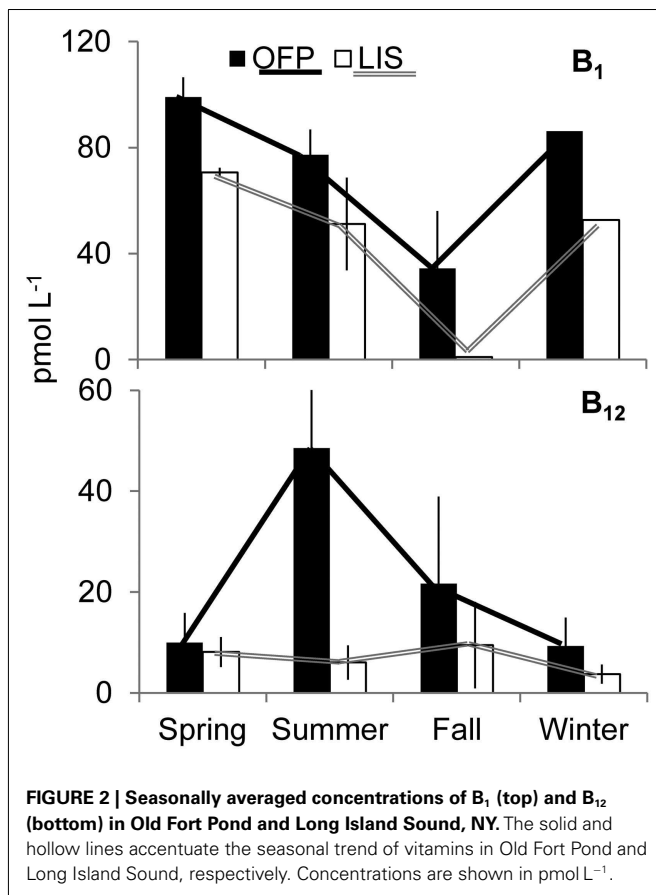 120
OFP LIS B₁
80
40
0
pmol L⁻¹
60
B₁₂
40
20
0
Spring Summer Fall Winter
FIGURE 2 | Seasonally averaged concentrations of B₁ (top) and B₁₂
(bottom) in Old Fort Pond and Long Island Sound, NY. The solid and
hollow lines accentuate the seasonal trend of vitamins in Old Fort Pond and
Long Island Sound, respectively. Concentrations are shown in pmol L⁻¹.